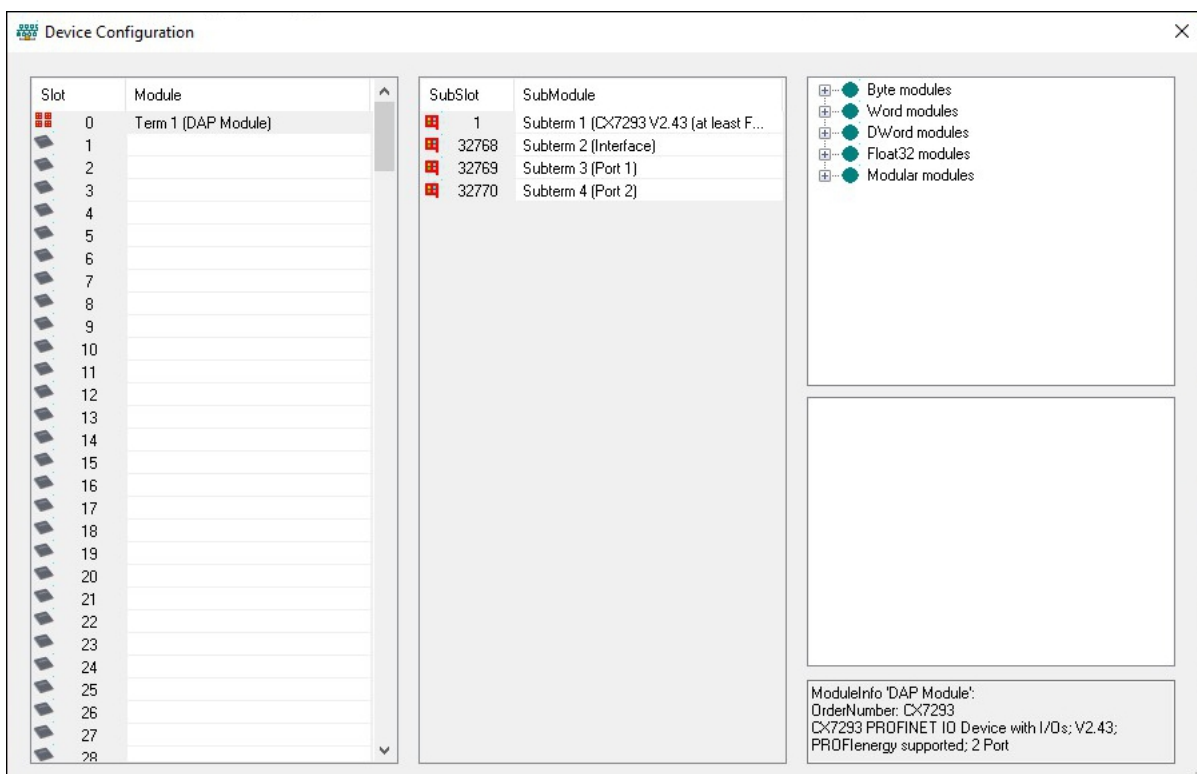 Device Configuration
Slot Module
0 Term 1 (DAP Module)
1
2
3
4
5
6
7
8
9
10
11
12
13
14
15
16
17
18
19
20
21
22
23
24
25
26
27
28
SubSlot SubModule
1 Subterm 1 (CX7293 V2.43 (at least F...
32768 Subterm 2 (Interface)
32769 Subterm 3 (Port 1)
32770 Subterm 4 (Port 2)
Byte modules
Word modules
DWord modules
Float32 modules
Modular modules
ModuleInfo 'DAP Module':
OrderNumber: CX7293
CX7293 PROFINET IO Device with I/Os; V2.43;
PROFIenergy supported; 2 Port